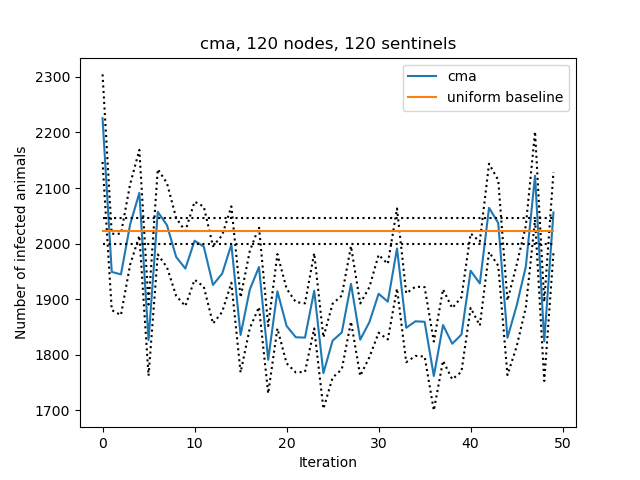 cma, 120 nodes, 120 sentinels
cma
uniform baseline
2300
2200
2100
2000
1900
1800
1700
Number of infected animals
0
10
20
30
40
50
Iteration